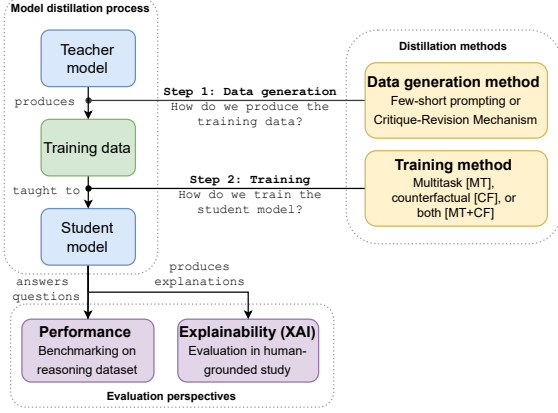 Model distillation process
Teacher
model
produces
Training data
taught to
Student
model
Step 1: Data generation
How do we produce the
training data?
Step 2: Training
How do we train the
student model?
Distillation methods
Data generation method
Few-short prompting or
Critique-Revision Mechanism
Training method
Multitask [MT],
counterfactual [CF], or
both [MT+CF]
answers
questions
produces
explanations
Performance
Benchmarking on
reasoning dataset
Explainability (XAI)
Evaluation in human-
grounded study
Evaluation perspectives